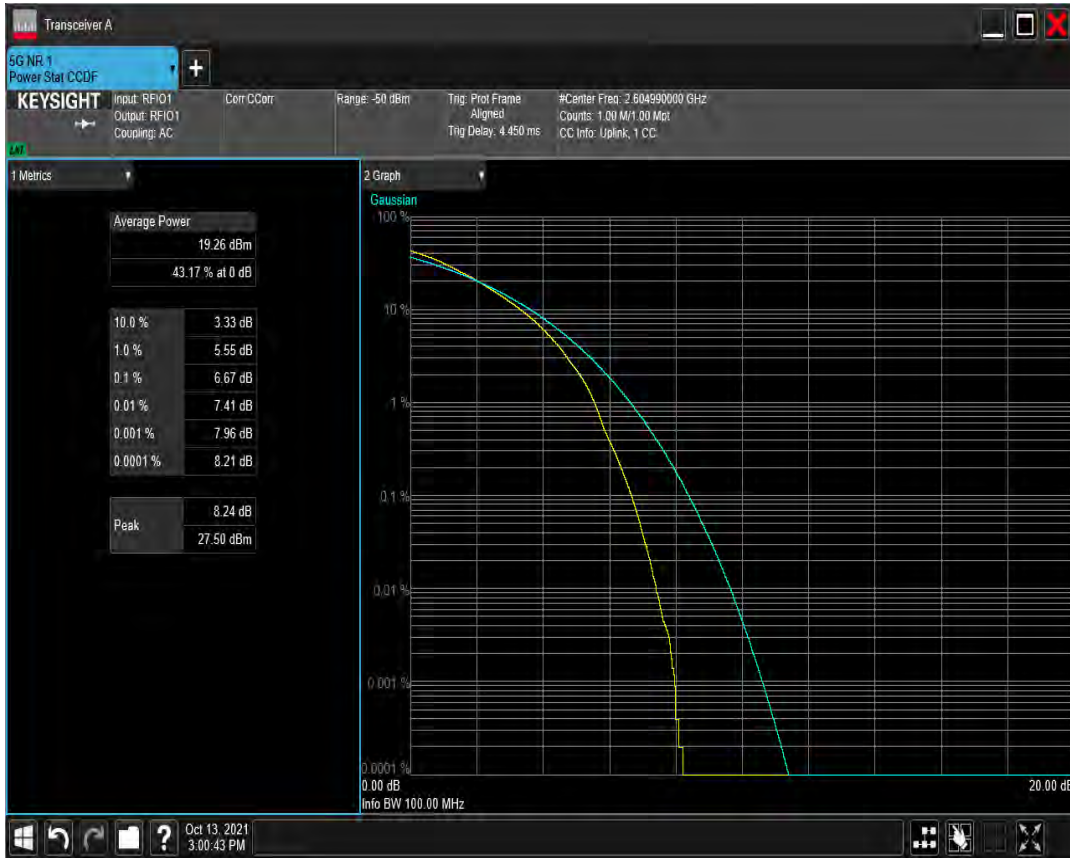 Transceiver A
5G NR 1
Power Stat CCDF
+
KEYSIGHT
Input: RFIO1
Output: RFIO1
Coupling: AC
Corr CCorr
Range: -50 dBm
Trig: Prot Frame
Aligned
Trig Delay: 4.450 ms
#Center Freq: 2.604990000 GHz
Counts: 1.00 M/1.00 Mpt
CC Info: Uplink, 1 CC
1 Metrics
Average Power
19.26 dBm
43.17 % at 0 dB
10.0 % 3.33 dB
1.0 % 5.55 dB
0.1 % 6.67 dB
0.01 % 7.41 dB
0.001 % 7.96 dB
0.0001 % 8.21 dB
Peak
8.24 dB
27.50 dBm
2 Graph
Gaussian
100 %
10 %
1 %
0.1 %
0.01 %
0.001 %
0.0001 %
0.00 dB
20.00 dB
Info BW 100.00 MHz
?
Oct 13, 2021
3:00:43 PM